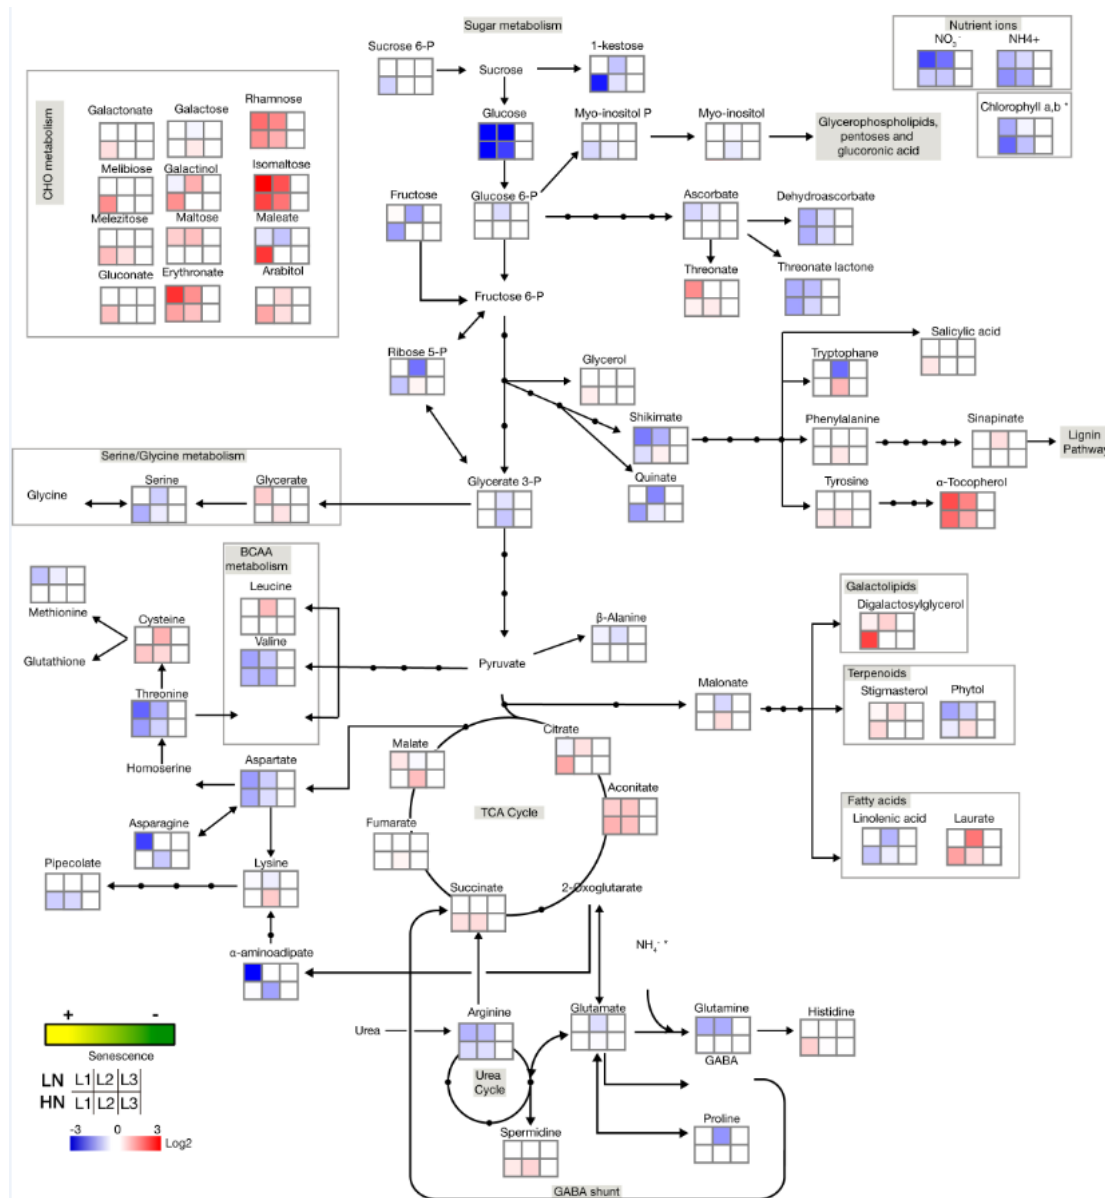 Sugar metabolism
Nutrient ions
NO3-
NH4+
Sucrose 6-P
Sucrose
1-kestose
Chlorophyll a,b *
CHO metabolism
Galactonate
Galactose
Rhamnose
Melibiose
Galactinol
Isomaltose
Melezitose
Maltose
Maleate
Gluconate
Erythronate
Arabitol
Glucose
Myo-inositol P
Myo-inositol
Glycerophospholipids,
pentoses and
glucoronic acid
Fructose
Glucose 6-P
Ascorbate
Dehydroascorbate
Threonate
Threonate lactone
Fructose 6-P
Ribose 5-P
Glycerol
Salicylic acid
Tryptophane
Shikimate
Phenylalanine
Sinapinate
Lignin
Pathway
Quinate
Tyrosine
α-Tocopherol
Serine/Glycine metabolism
Glycine
Serine
Glycerate
Glycerate 3-P
BCAA
metabolism
Leucine
Valine
Methionine
Cysteine
Glutathione
Threonine
Homoserine
β-Alanine
Pyruvate
Malonate
Galactolipids
Digalactosylglycerol
Terpenoids
Stigmasterol
Phytol
Fatty acids
Linolenic acid
Laurate
Aspartate
Asparagine
Pipecolate
Lysine
α-aminoadipate
Malate
Citrate
Aconitate
TCA Cycle
Fumarate
Succinate
2-Oxoglutarate
NH4- *
Urea
Arginine
Urea
Cycle
Glutamate
Glutamine
GABA
Histidine
Proline
Spermidine
GABA shunt
+ -
Senescence
LN L1 L2 L3
HN L1 L2 L3
-3 0 3
Log2